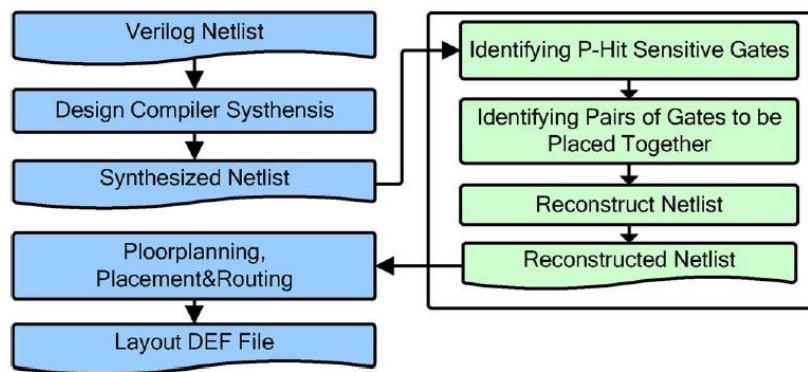 Verilog Netlist
Design Compiler Systhensis
Synthesized Netlist
Identifying P-Hit Sensitive Gates
Identifying Pairs of Gates to be
Placed Together
Reconstruct Netlist
Reconstructed Netlist
Ploorplanning,
Placement&Routing
Layout DEF File